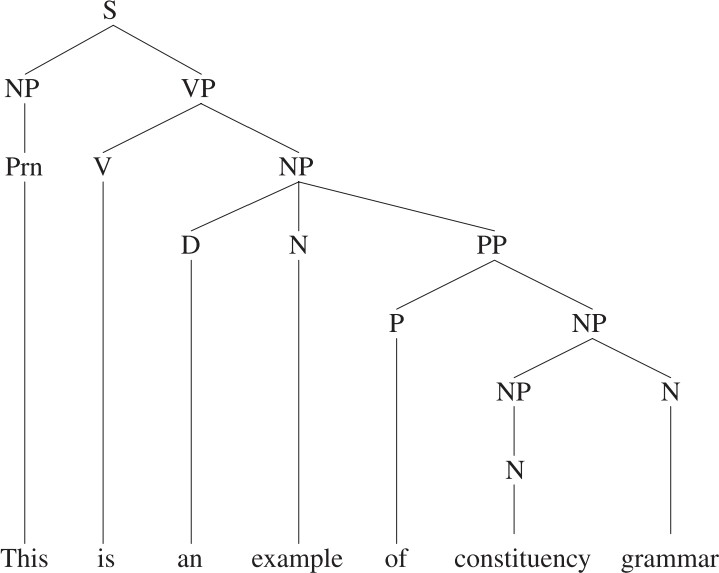 S
NP VP
Prn V NP
D N PP
P NP
NP N
N
This is an example of constituency grammar